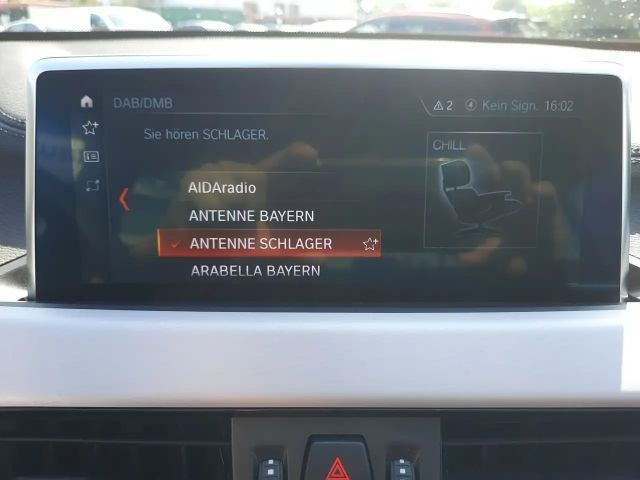 DAB/DMB
2
Kein Sign. 16:02
Sie hören SCHLAGER.
CHILL
AIDAradio
ANTENNE BAYERN
ANTENNE SCHLAGER
ARABELLA BAYERN